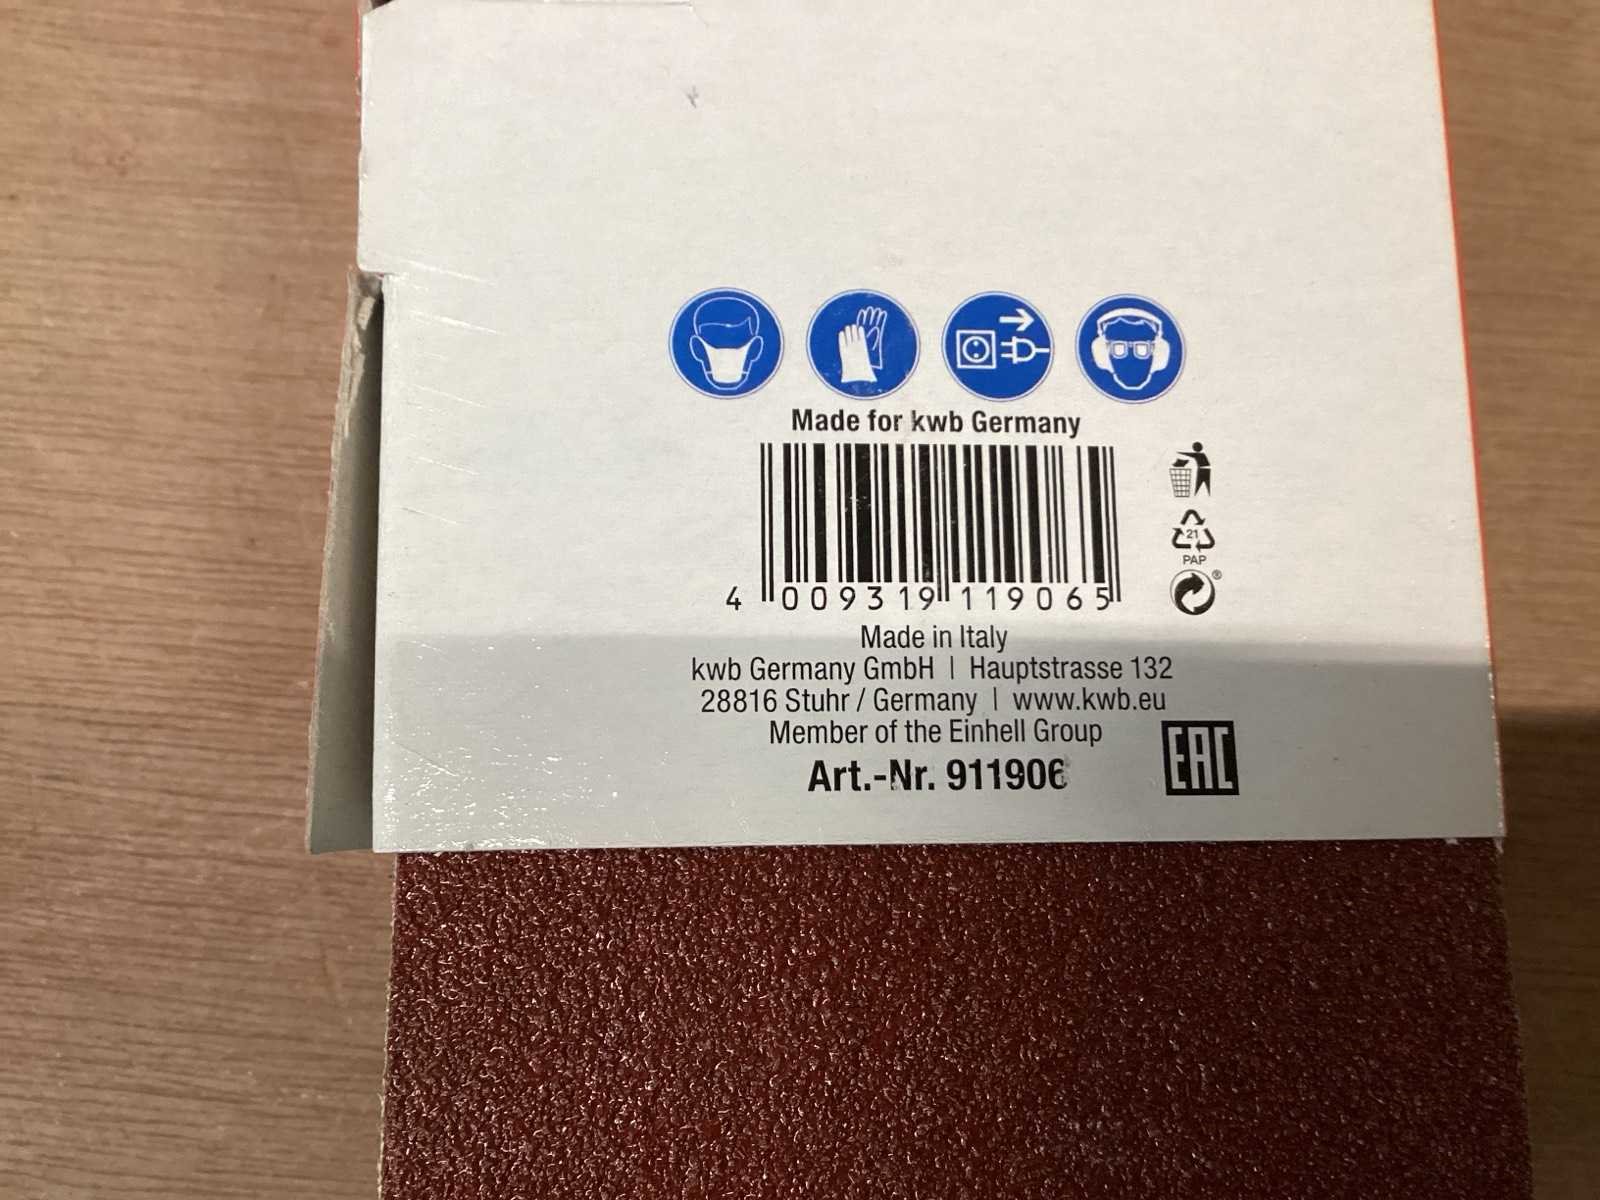 Made for kwb Germany
4 009319 119065
21
PAP
®
Made in Italy
kwb Germany GmbH | Hauptstrasse 132
28816 Stuhr / Germany | www.kwb.eu
Member of the Einhell Group
EAC
Art.-Nr. 911906